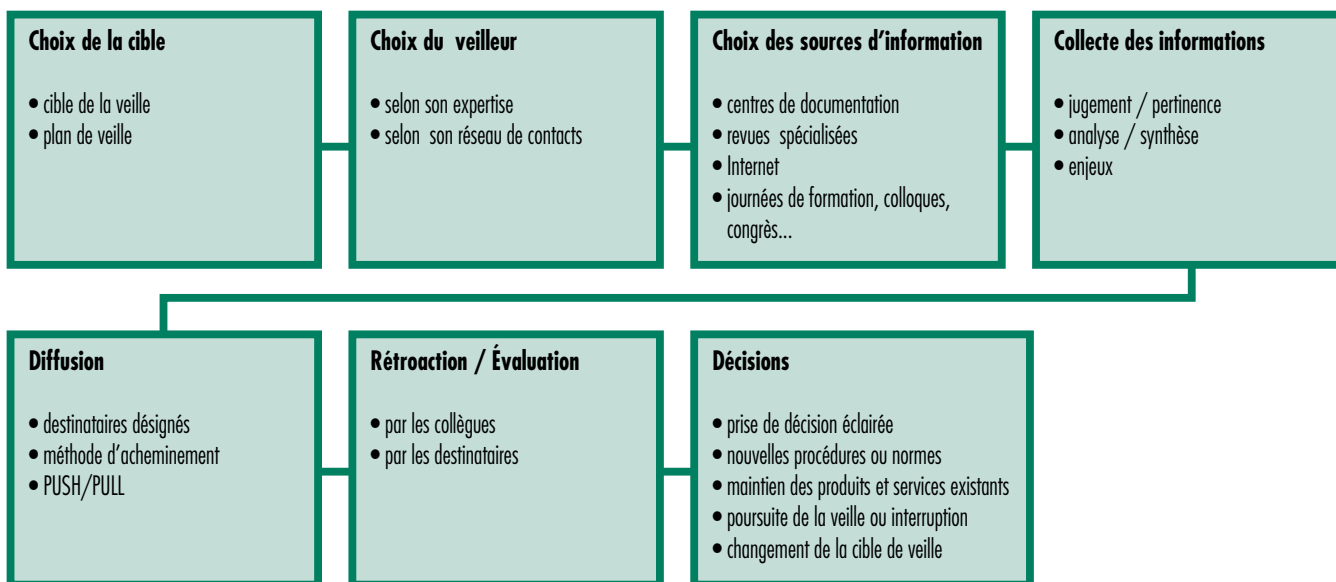 Choix de la cible
• cible de la veille
• plan de veille
Choix du veilleur
• selon son expertise
• selon son réseau de contacts
Choix des sources d'information
• centres de documentation
• revues spécialisées
• Internet
• journées de formation, colloques,
congrès...
Collecte des informations
• jugement / pertinence
• analyse / synthèse
• enjeux
Diffusion
• destinataires désignés
• méthode d'acheminement
• PUSH/PULL
Rétroaction / Évaluation
• par les collègues
• par les destinataires
Décisions
• prise de décision éclairée
• nouvelles procédures ou normes
• maintien des produits et services existants
• poursuite de la veille ou interruption
• changement de la cible de veille